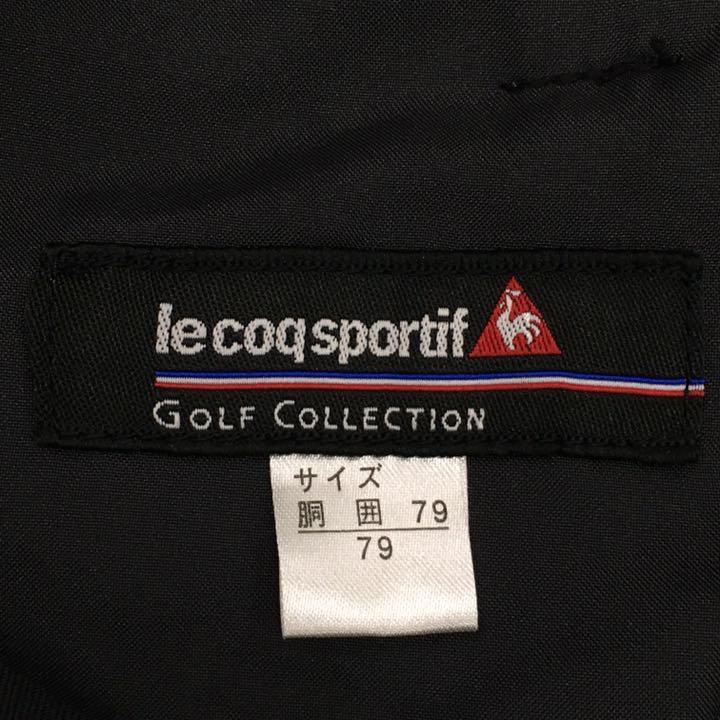 le coq sportif
GOLF COLLECTION
サイズ
胴 囲 79
79